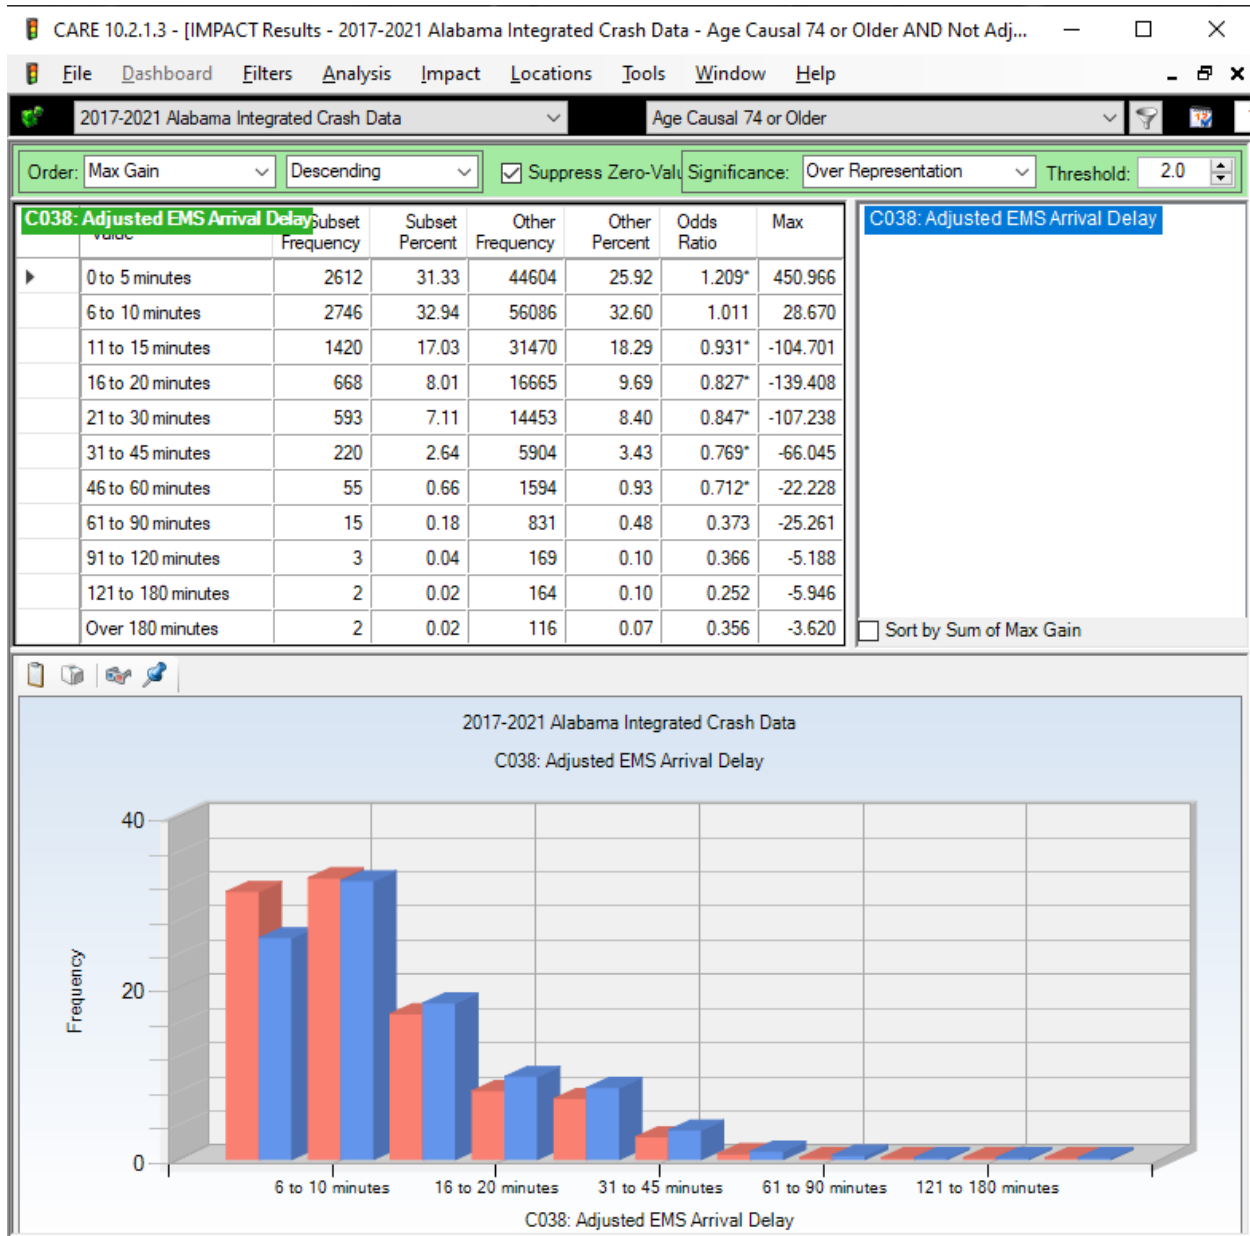 CARE 10.2.1.3 - [IMPACT Results - 2017-2021 Alabama Integrated Crash Data - Age Causal 74 or Older AND Not Adj...
File Dashboard Filters Analysis Impact Locations Tools Window Help
2017-2021 Alabama Integrated Crash Data Age Causal 74 or Older
Order: Max Gain Descending Suppress Zero-Valu Significance: Over Representation Threshold: 2.0
C038: Adjusted EMS Arrival Delay
Value Subset Frequency Subset Percent Other Frequency Other Percent Odds Ratio Max
0 to 5 minutes 2612 31.33 44604 25.92 1.209* 450.966
6 to 10 minutes 2746 32.94 56086 32.60 1.011 28.670
11 to 15 minutes 1420 17.03 31470 18.29 0.931* -104.701
16 to 20 minutes 668 8.01 16665 9.69 0.827* -139.408
21 to 30 minutes 593 7.11 14453 8.40 0.847* -107.238
31 to 45 minutes 220 2.64 5904 3.43 0.769* -66.045
46 to 60 minutes 55 0.66 1594 0.93 0.712* -22.228
61 to 90 minutes 15 0.18 831 0.48 0.373 -25.261
91 to 120 minutes 3 0.04 169 0.10 0.366 -5.188
121 to 180 minutes 2 0.02 164 0.10 0.252 -5.946
Over 180 minutes 2 0.02 116 0.07 0.356 -3.620
C038: Adjusted EMS Arrival Delay
Sort by Sum of Max Gain
2017-2021 Alabama Integrated Crash Data
C038: Adjusted EMS Arrival Delay
40
20
0
Frequency
6 to 10 minutes 16 to 20 minutes 31 to 45 minutes 61 to 90 minutes 121 to 180 minutes
C038: Adjusted EMS Arrival Delay